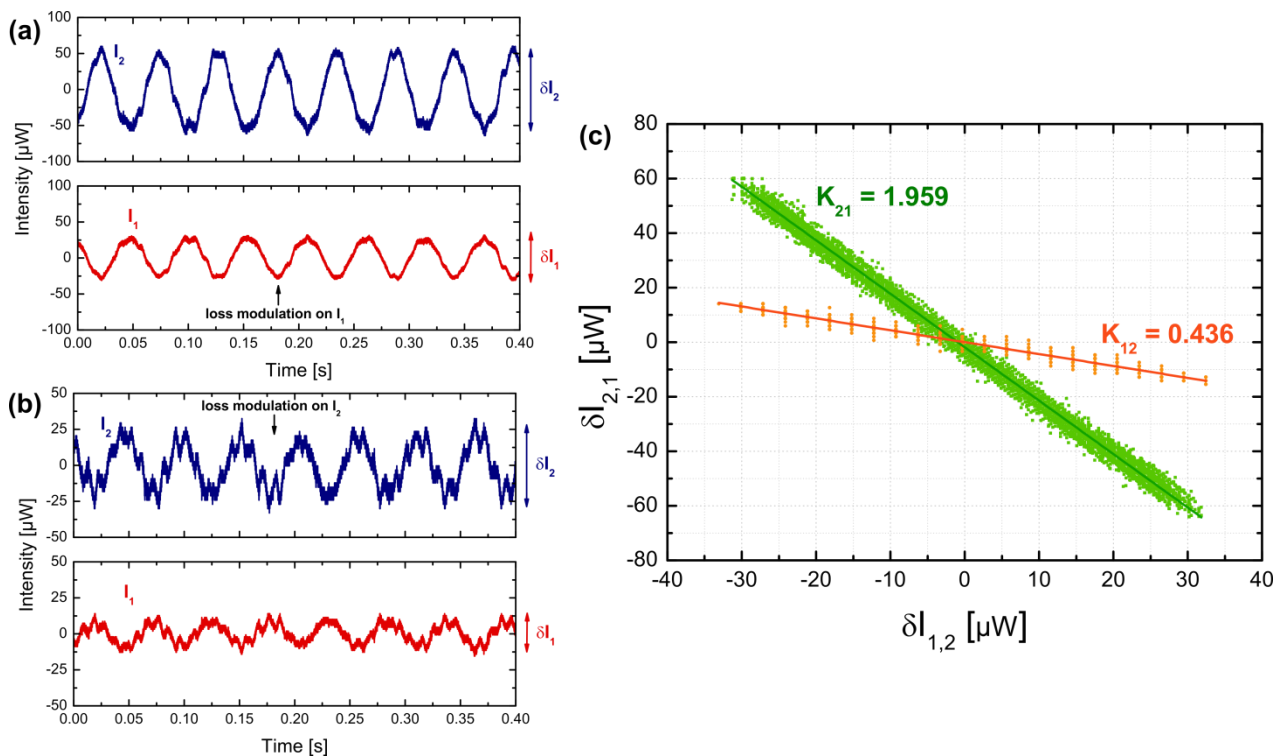 (a)
Intensity [µW]
100
50
0
-50
-100
I2
δI2
100
50
0
-50
-100
I1
δI1
loss modulation on I1
0.00 0.05 0.10 0.15 0.20 0.25 0.30 0.35 0.40
Time [s]
(b)
Intensity [µW]
50
25
0
-25
-50
I2
loss modulation on I2
δI2
50
25
0
-25
-50
I1
δI1
0.00 0.05 0.10 0.15 0.20 0.25 0.30 0.35 0.40
Time [s]
(c)
δI2,1 [µW]
80
60
40
20
0
-20
-40
-60
-80
K21 = 1.959
K12 = 0.436
-40 -30 -20 -10 0 10 20 30 40
δI1,2 [µW]